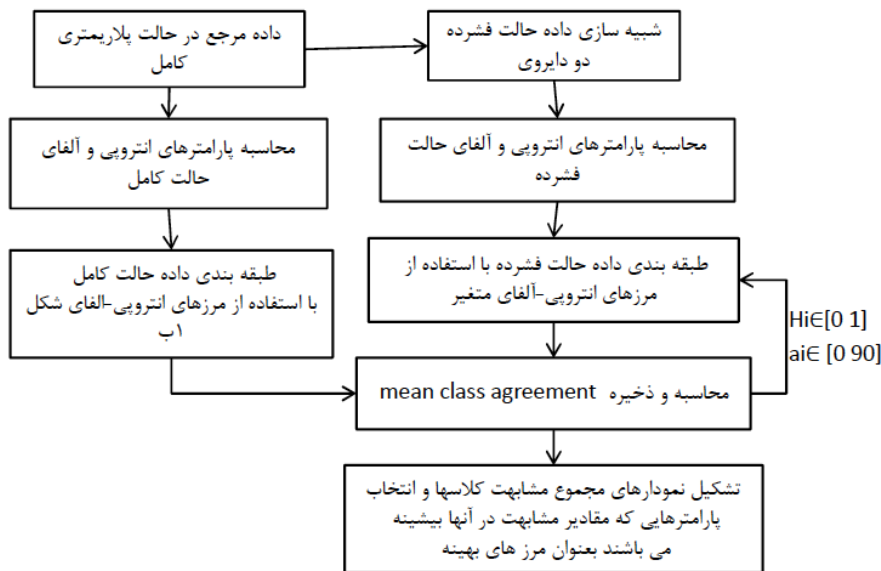 داده مرجع در حالت پلاریمتری
کامل
شبیه سازی داده حالت فشرده
دو دایروی
محاسبه پارامترهای انتروپی و آلفای
حالت کامل
محاسبه پارامترهای انتروپی و آلفای حالت
فشرده
طبقه بندی داده حالت کامل
با استفاده از مرزهای انتروپی-الفای شکل
۱ب
طبقه بندی داده حالت فشرده با استفاده از
مرزهای انتروپی-آلفای متغیر
Hi∈[0 1]
ai∈ [0 90]
محاسبه و ذخیره mean class agreement
تشکیل نمودارهای مجموع مشابهت کلاسها و انتخاب
پارامترهایی که مقادیر مشابهت در آنها بیشینه
می باشند بعنوان مرز های بهینه